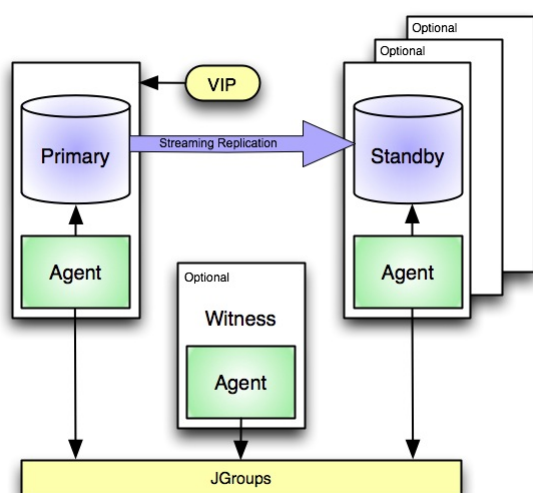 Optional
Optional
VIP
Primary
Streaming Replication
Standby
Agent
Agent
Optional
Witness
Agent
JGroups